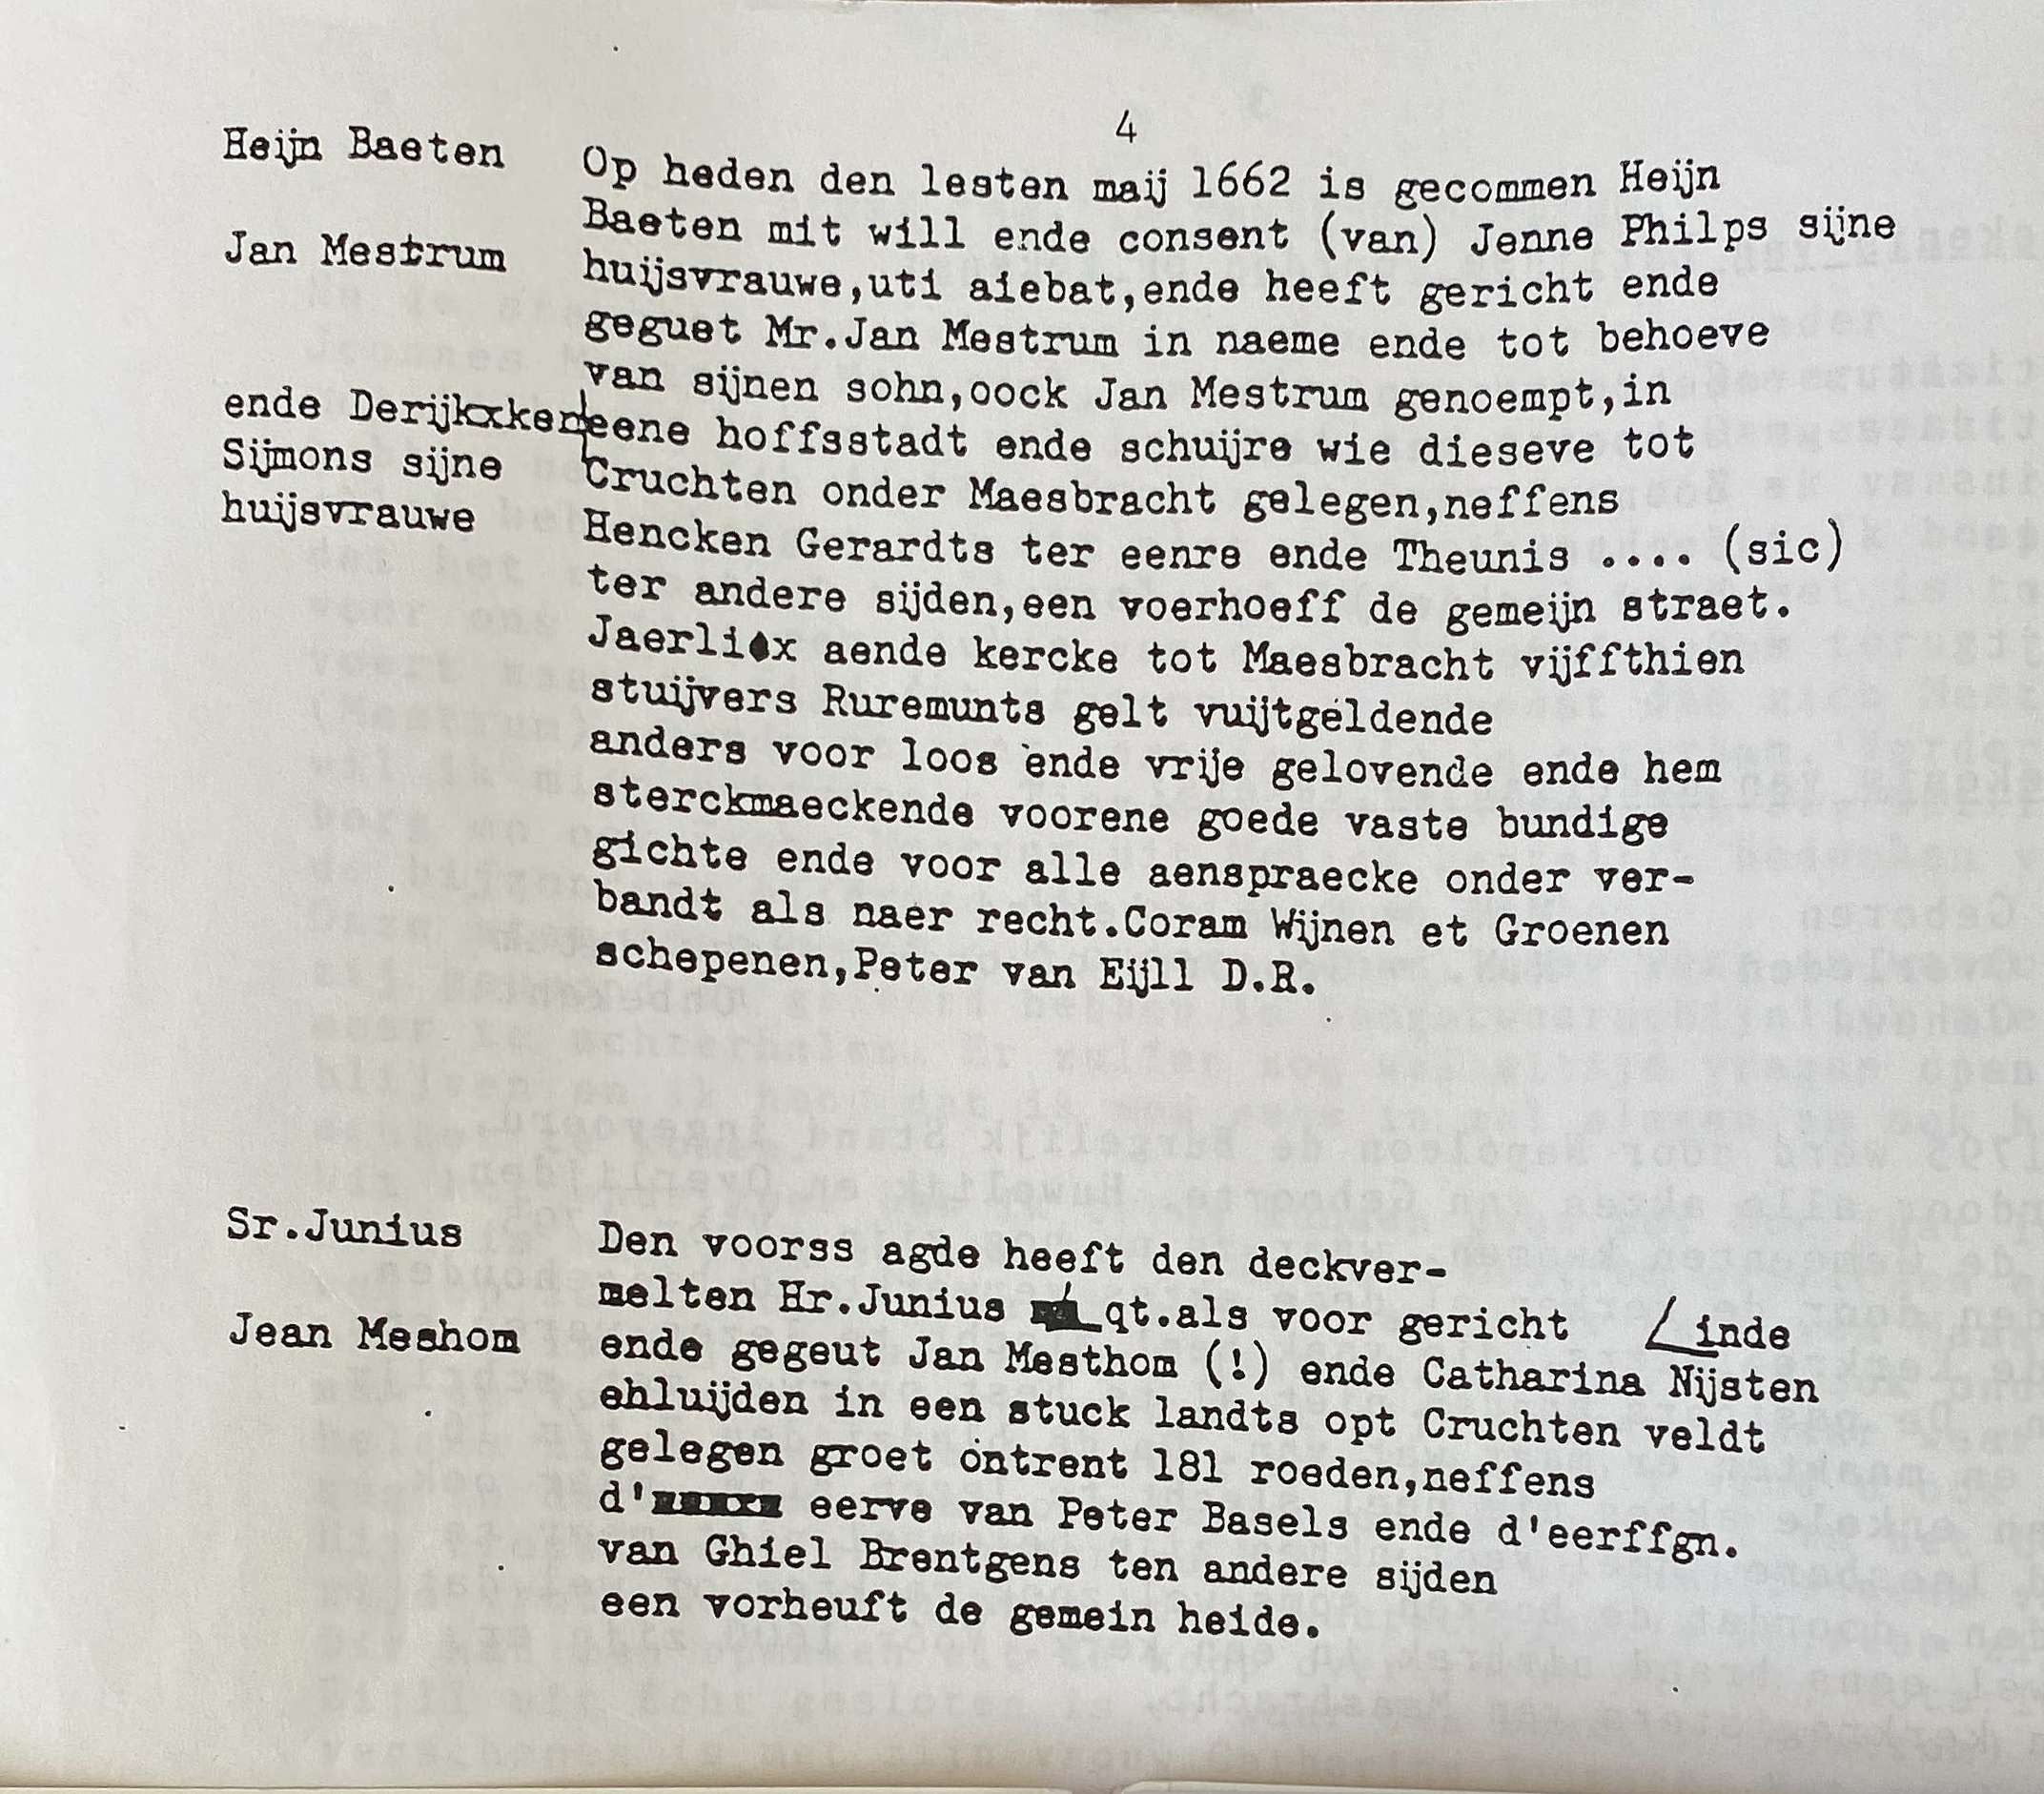 4
Heijn Baeten
Jan Mestrum
ende Derijkxken
Sijmons sijne
huijsvrauwe
Op heden den lesten maij 1662 is gecommen Heijn
Baeten mit will ende consent (van) Jenne Philps sijne
huijsvrauwe,uti aiebat,ende heeft gericht ende
geguet Mr.Jan Mestrum in naeme ende tot behoeve
van sijnen sohn,oock Jan Mestrum genoempt,in
eene hoffsstadt ende schuijre wie dieseve tot
Cruchten onder Maesbracht gelegen,neffens
Hencken Gerardts ter eenre ende Theunis .... (sic)
ter andere sijden,een voerhoeff de gemeijn straet.
Jaerlicx aende kercke tot Maesbracht vijffthien
stuijvers Ruremunts gelt vuijtgeldende
anders voor loos ende vrije gelovende ende hem
sterckmaeckende voorene goede vaste bundige
gichte ende voor alle aenspraecke onder ver-
bandt als naer recht.Coram Wijnen et Groenen
schepenen,Peter van Eijll D.R.
Sr.Junius
Jean Meshom
Den voorss agde heeft den deckver-
melten Hr.Junius qt.als voor gericht inde
ende gegeut Jan Mesthom (!) ende Catharina Nijsten
ehluijden in een stuck landts opt Cruchten veldt
gelegen groet ontrent 181 roeden,neffens
d' eerve van Peter Basels ende d'eerffgn.
van Ghiel Brentgens ten andere sijden
een vorheuft de gemein heide.